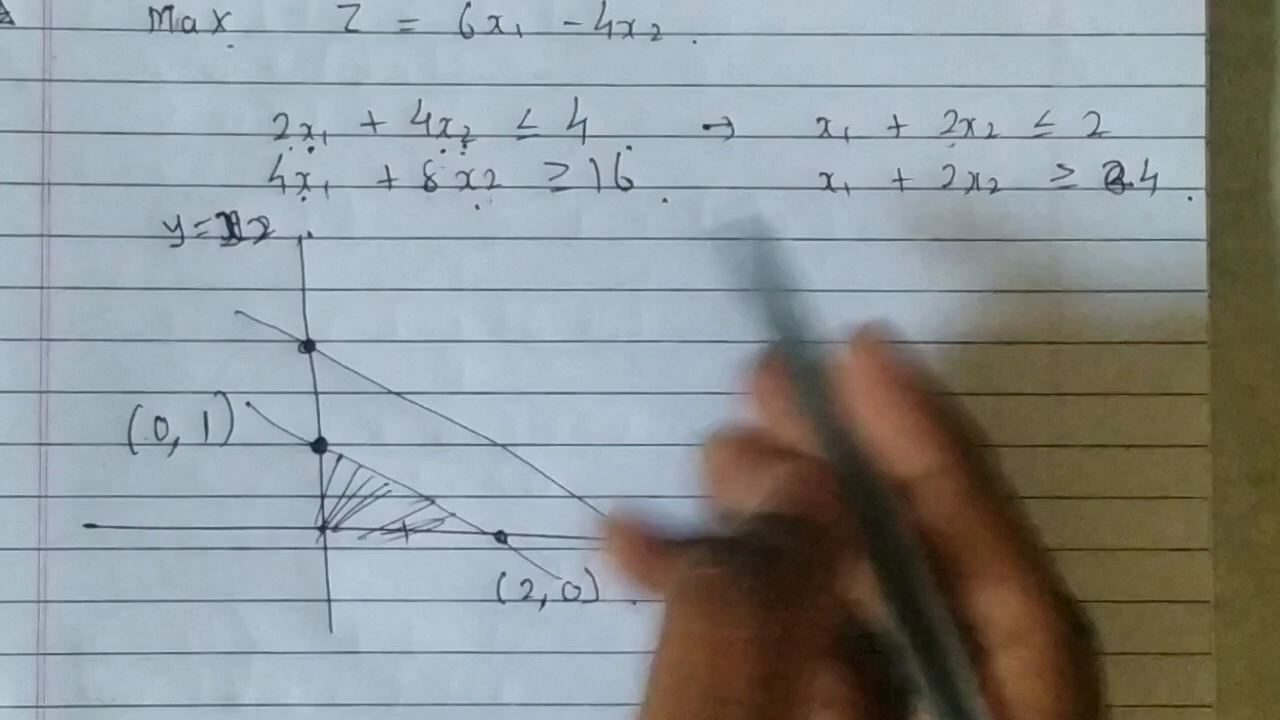 Max Z = 6x₁ - 4x₂.
2x₁ + 4x₂ ≤ 4 → x₁ + 2x₂ ≤ 2
4x₁ + 8x2 ≥ 16. x₁ + 2x₂ ≥ 4.
(0, 1)
(2, 0).